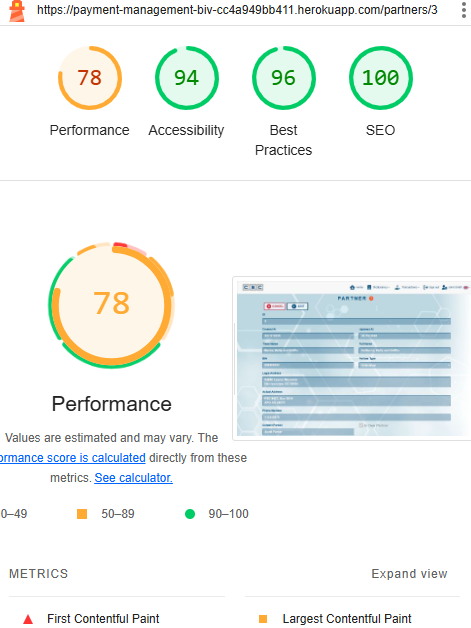 https://payment-management-biv-cc4a949bb411.herokuapp.com/partners/3
78
94
96
100
Performance
Accessibility
Best
Practices
SEO
78
PARTNER
Performance
Values are estimated and may vary. The
ormance score is calculated directly from these
metrics. See calculator.
0–49
50–89
90–100
METRICS
Expand view
First Contentful Paint
Largest Contentful Paint